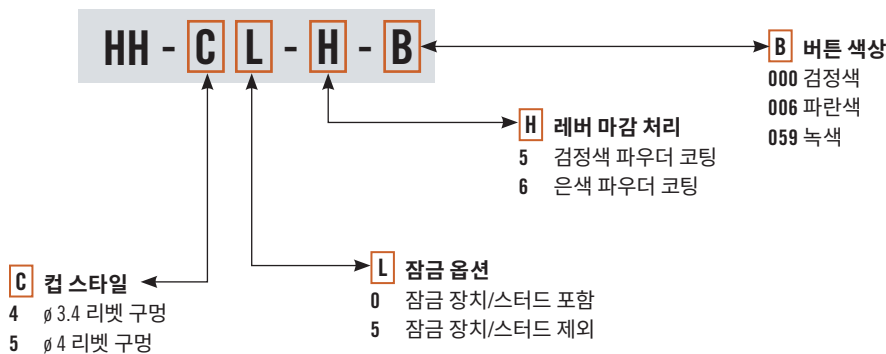 HH - C L - H - B
B 버튼 색상
000 검정색
006 파란색
059 녹색
H 레버 마감 처리
5 검정색 파우더 코팅
6 은색 파우더 코팅
C 컵 스타일
4 ø 3.4 리벳 구멍
5 ø 4 리벳 구멍
L 잠금 옵션
0 잠금 장치/스터드 포함
5 잠금 장치/스터드 제외